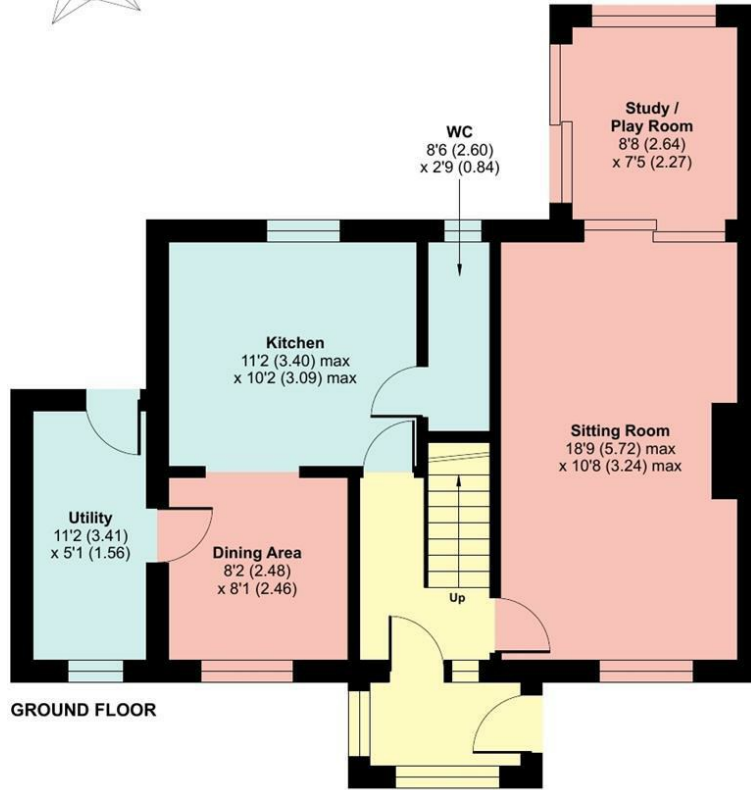 Study /
Play Room
8'8 (2.64)
x 7'5 (2.27)
WC
8'6 (2.60)
x 2'9 (0.84)
Kitchen
11'2 (3.40) max
x 10'2 (3.09) max
Sitting Room
18'9 (5.72) max
x 10'8 (3.24) max
Utility
11'2 (3.41)
x 5'1 (1.56)
Dining Area
8'2 (2.48)
x 8'1 (2.46)
Up
GROUND FLOOR